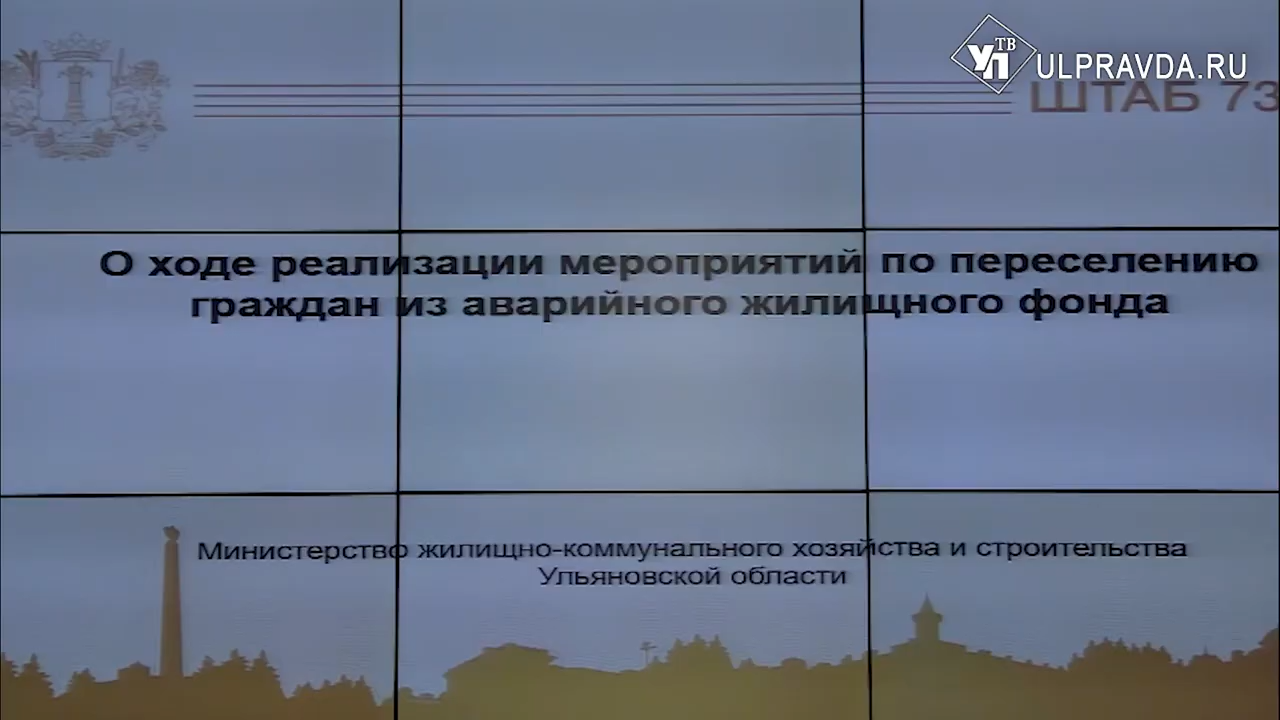 УП ТВ ULPRAVDA.RU
ШТАБ 73
О ходе реализации мероприятий по переселению
граждан из аварийного жилищного фонда
Министерство жилищно-коммунального хозяйства и строительства
Ульяновской области